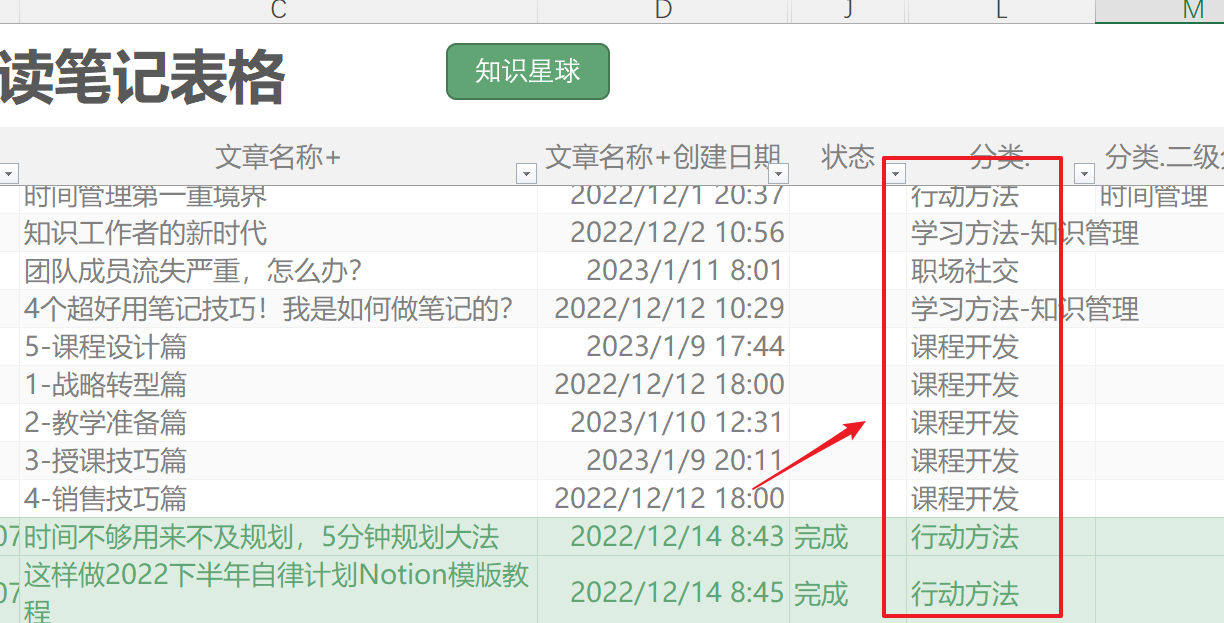 C D J L M
读笔记表格 知识星球
文章名称+ 文章名称+创建日期 状态 分类. 分类.二级
时间管理第一重境界 2022/12/1 20:37 行动方法 时间管理
知识工作者的新时代 2022/12/2 10:56 学习方法-知识管理
团队成员流失严重，怎么办？ 2023/1/11 8:01 职场社交
4个超好用笔记技巧！我是如何做笔记的？ 2022/12/12 10:29 学习方法-知识管理
5-课程设计篇 2023/1/9 17:44 课程开发
1-战略转型篇 2022/12/12 18:00 课程开发
2-教学准备篇 2023/1/10 12:31 课程开发
3-授课技巧篇 2023/1/9 20:11 课程开发
4-销售技巧篇 2022/12/12 18:00 课程开发
07 时间不够用来不及规划，5分钟规划大法 2022/12/14 8:43 完成 行动方法
07 这样做2022下半年自律计划Notion模版教
程 2022/12/14 8:45 完成 行动方法